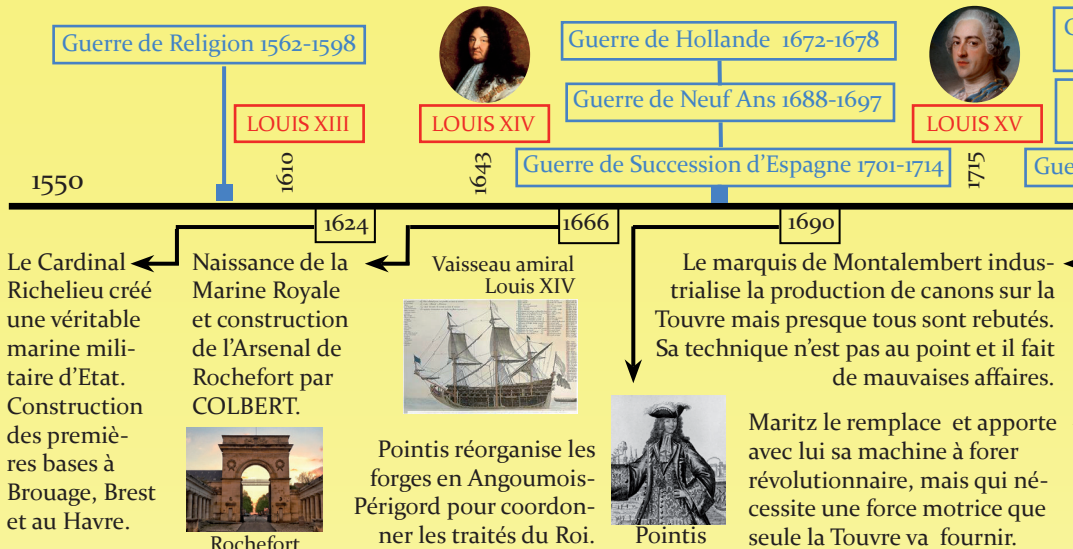 Guerre de Religion 1562-1598
Guerre de Hollande 1672-1678
G
Guerre de Neuf Ans 1688-1697
LOUIS XIII
LOUIS XIV
LOUIS XV
1550
1610
1643
Guerre de Succession d’Espagne 1701-1714
1715
Gue
1624
1666
1690
Le Cardinal
Richelieu créé
une véritable
marine mili-
taire d’Etat.
Construction
des premiè-
res bases à
Brouage, Brest
et au Havre.
Naissance de la
Marine Royale
et construction
de l’Arsenal de
Rochefort par
COLBERT.
Rochefort
Vaisseau amiral
Louis XIV
Pointis réorganise les
forges en Angoumois-
Périgord pour coordon-
ner les traités du Roi.
Pointis
Le marquis de Montalembert indus-
trialise la production de canons sur la
Touvre mais presque tous sont rebutés.
Sa technique n’est pas au point et il fait
de mauvaises affaires.
Maritz le remplace et apporte
avec lui sa machine à forer
révolutionnaire, mais qui né-
cessite une force motrice que
seule la Touvre va fournir.